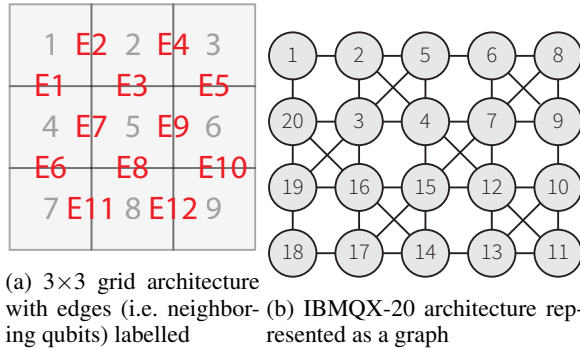 1 E2 2 E4 3
E1 E3 E5
4 E7 5 E9 6
E6 E8 E10
7 E11 8 E12 9
1 2 5 6 8
20 3 4 7 9
19 16 15 12 10
18 17 14 13 11
(a) 3×3 grid architecture
with edges (i.e. neighbor-
ing qubits) labelled
(b) IBMQX-20 architecture rep-
resented as a graph